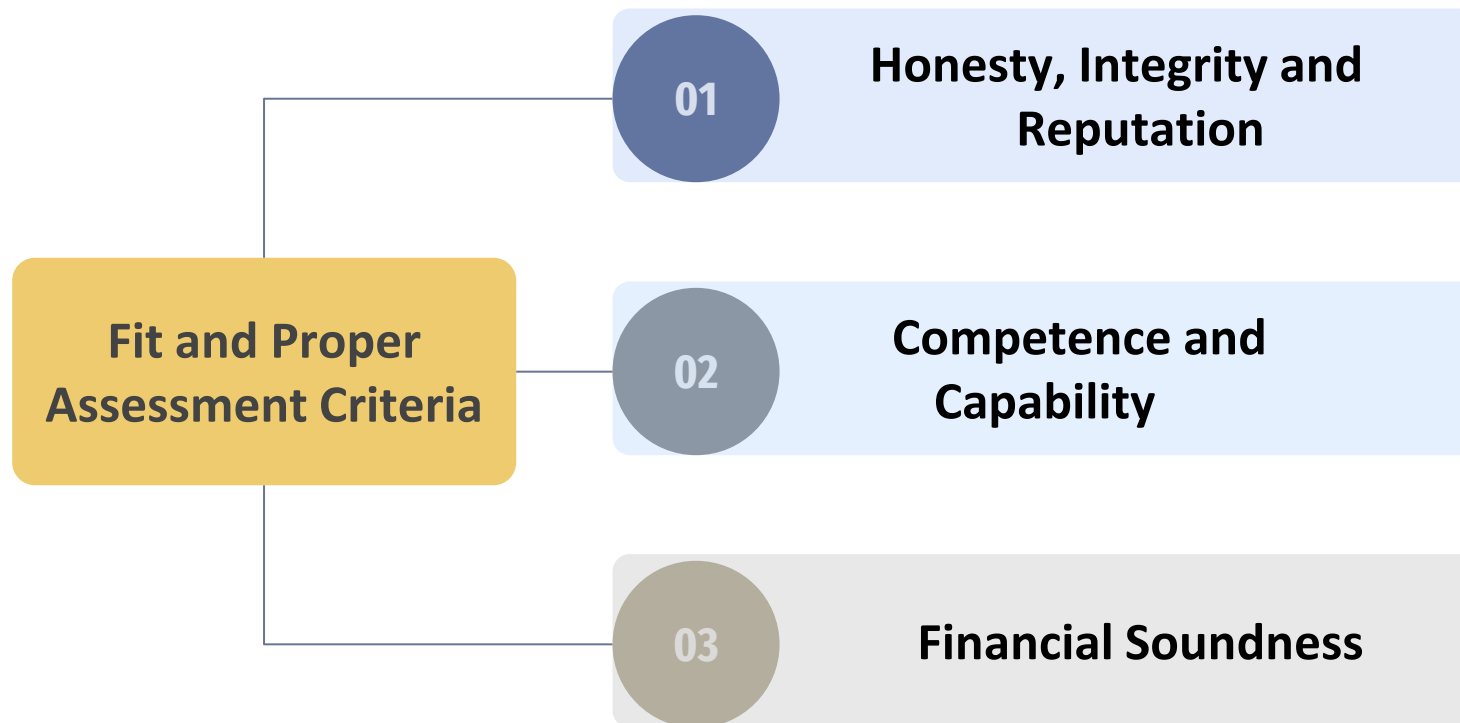 01
Honesty, Integrity and
Reputation
Fit and Proper
Assessment Criteria
02
Competence and
Capability
03
Financial Soundness